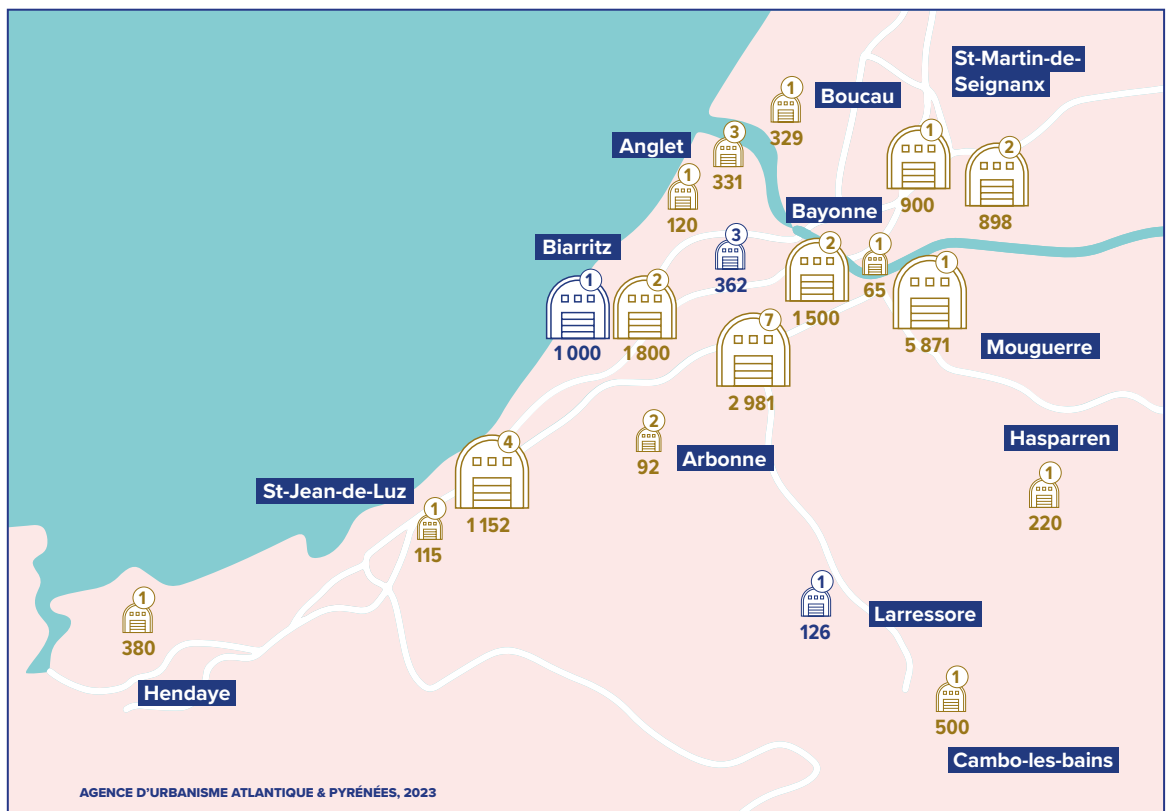 St-Martin-de-
Seignanx
1
Boucau
329
3
Anglet
331
1
120
1
900
2
898
Bayonne
3
362
2
1 500
1
65
1
5 871
Mouguerre
Biarritz
1
1 000
2
1 800
7
2 981
2
92
Arbonne
Hasparren
1
220
4
1 152
St-Jean-de-Luz
1
115
1
126
Larressore
1
380
Hendaye
1
500
Cambo-les-bains
AGENCE D'URBANISME ATLANTIQUE & PYRÉNÉES, 2023